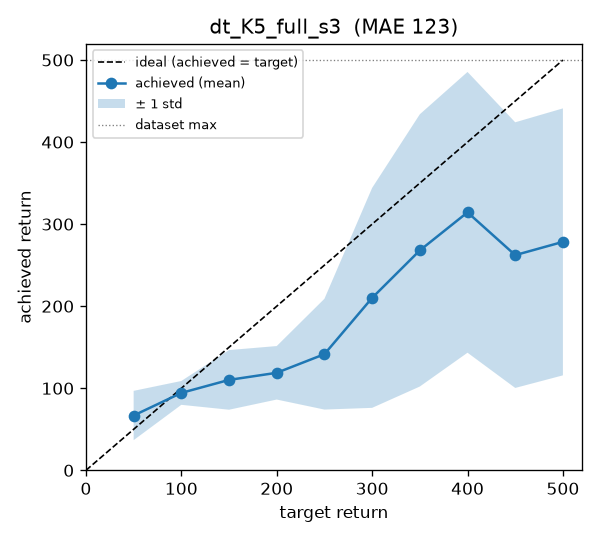 dt_K5_full_s3  (MAE 123)
ideal (achieved = target)
achieved (mean)
± 1 std
dataset max
achieved return
500
400
300
200
100
0
0 100 200 300 400 500
target return